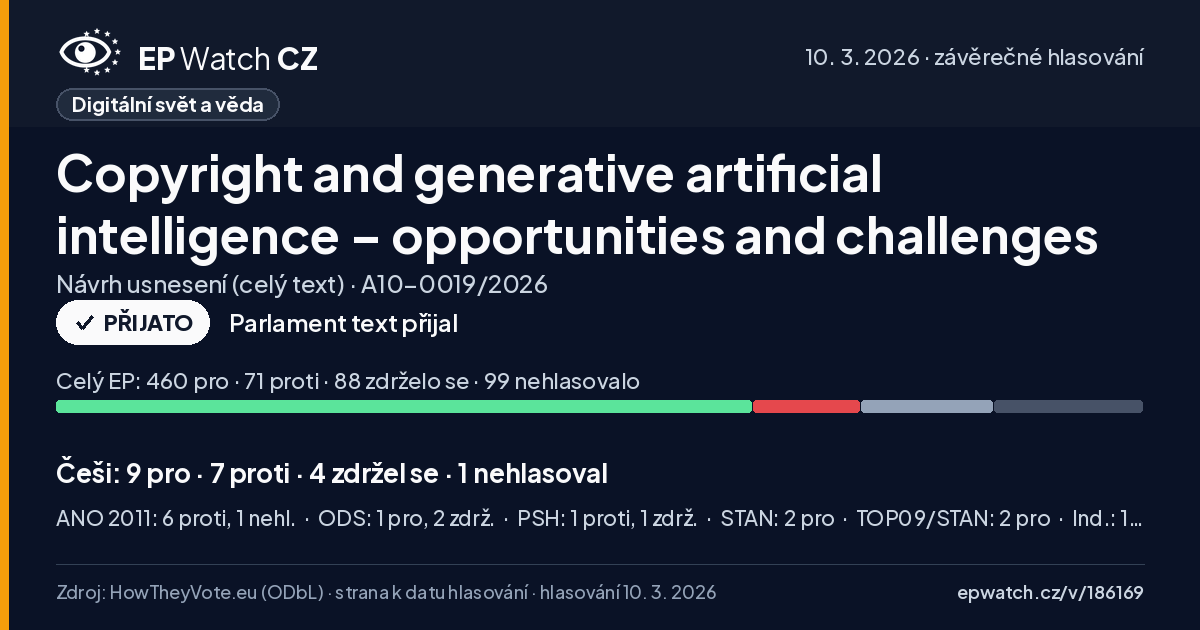 EP Watch CZ
10. 3. 2026 · závěrečné hlasování
Digitální svět a věda
Copyright and generative artificial
intelligence – opportunities and challenges
Návrh usnesení (celý text) · A10–0019/2026
✓ PŘIJATO Parlament text přijal
Celý EP: 460 pro · 71 proti · 88 zdrželo se · 99 nehlasovalo
Češi: 9 pro · 7 proti · 4 zdržel se · 1 nehlasoval
ANO 2011: 6 proti, 1 nehl. · ODS: 1 pro, 2 zdrž. · PSH: 1 proti, 1 zdrž. · STAN: 2 pro · TOP09/STAN: 2 pro · Ind.: 1…
Zdroj: HowTheyVote.eu (ODbL) · strana k datu hlasování · hlasování 10. 3. 2026
epwatch.cz/v/186169